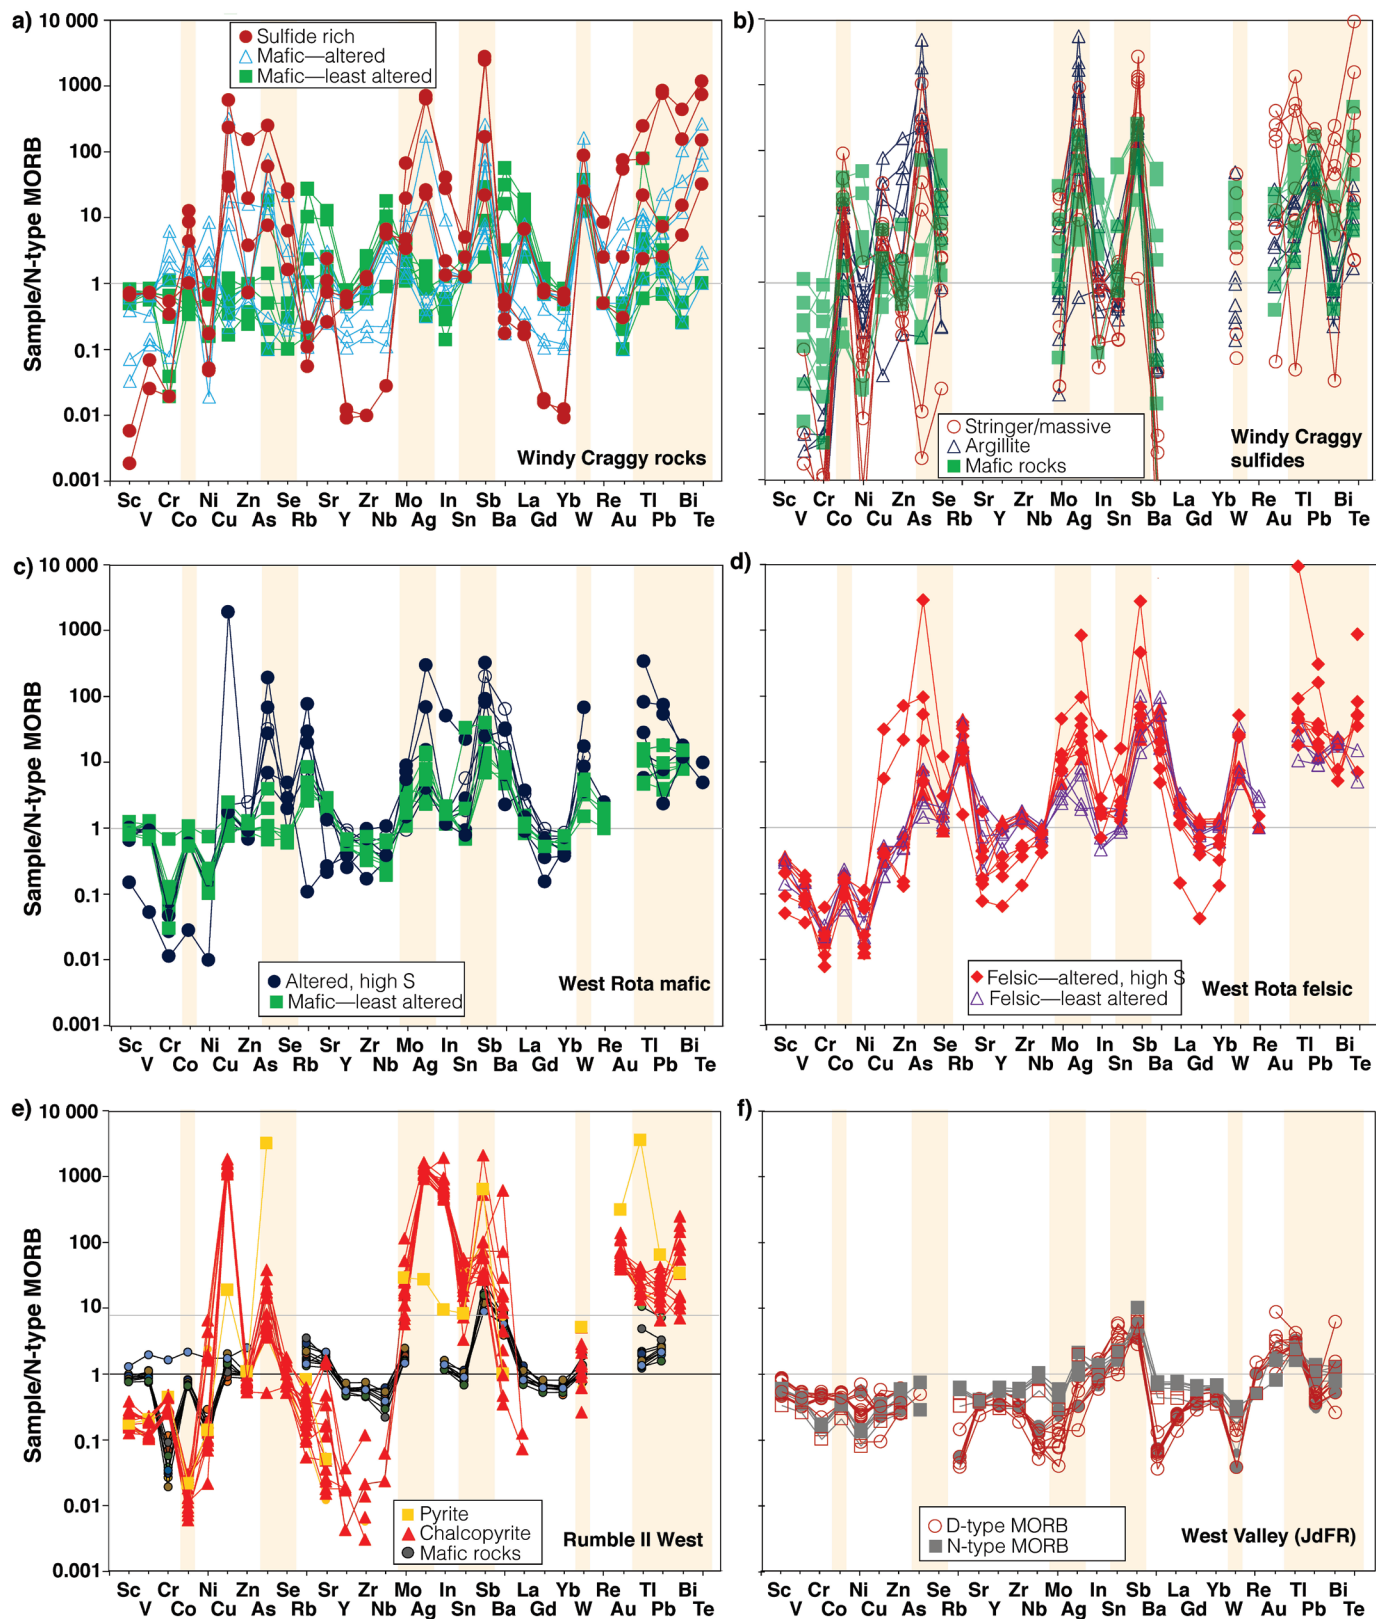 a)
10 000
1000
100
10
1
0.1
0.01
0.001
Sample/N-type MORB
Sulfide rich
Mafic—altered
Mafic—least altered
Windy Craggy rocks
Sc Cr Ni Zn Se Sr Zr Mo In Sb La Yb Re Tl Bi
V Co Cu As Rb Y Nb Ag Sn Ba Gd W Au Pb Te
b)
Stringer/massive
Argillite
Mafic rocks
Windy Craggy
sulfides
Sc Cr Ni Zn Se Sr Zr Mo In Sb La Yb Re Tl Bi
V Co Cu As Rb Y Nb Ag Sn Ba Gd W Au Pb Te
c)
10 000
1000
100
10
1
0.1
0.01
0.001
Sample/N-type MORB
Altered, high S
Mafic—least altered
West Rota mafic
Sc Cr Ni Zn Se Sr Zr Mo In Sb La Yb Re Tl Bi
V Co Cu As Rb Y Nb Ag Sn Ba Gd W Au Pb Te
d)
Felsic—altered, high S
Felsic—least altered
West Rota felsic
Sc Cr Ni Zn Se Sr Zr Mo In Sb La Yb Re Tl Bi
V Co Cu As Rb Y Nb Ag Sn Ba Gd W Au Pb Te
e)
10 000
1000
100
10
1
0.1
0.01
0.001
Sample/N-type MORB
Pyrite
Chalcopyrite
Mafic rocks
Rumble II West
Sc Cr Ni Zn Se Sr Zr Mo In Sb La Yb Re Tl Bi
V Co Cu As Rb Y Nb Ag Sn Ba Gd W Au Pb Te
f)
D-type MORB
N-type MORB
West Valley (JdFR)
Sc Cr Ni Zn Se Sr Zr Mo In Sb La Yb Re Tl Bi
V Co Cu As Rb Y Nb Ag Sn Ba Gd W Au Pb Te